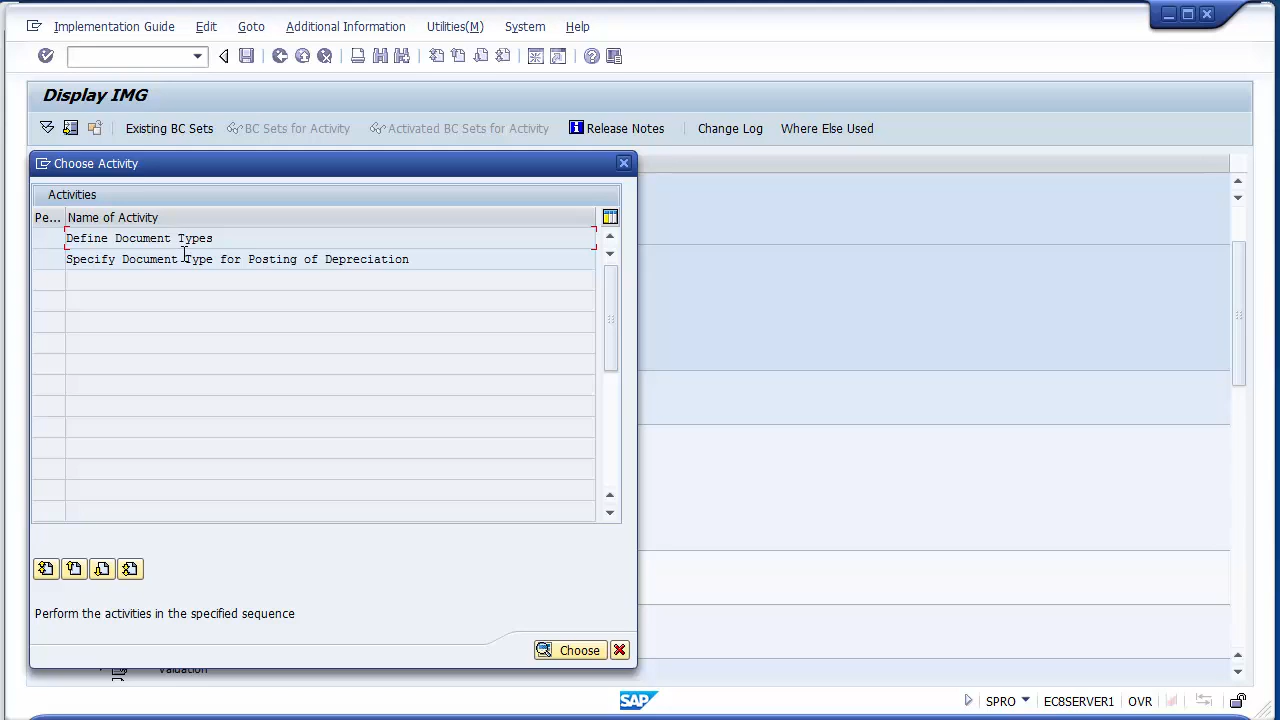 Implementation Guide Edit Goto Additional Information Utilities(M) System Help
Display IMG
Existing BC Sets BC Sets for Activity Activated BC Sets for Activity Release Notes Change Log Where Else Used
Choose Activity
Activities
Pe... Name of Activity
Define Document Types
Specify Document Type for Posting of Depreciation
Perform the activities in the specified sequence
Choose
Valuation
SAP SPRO EC8SERVER1 OVR